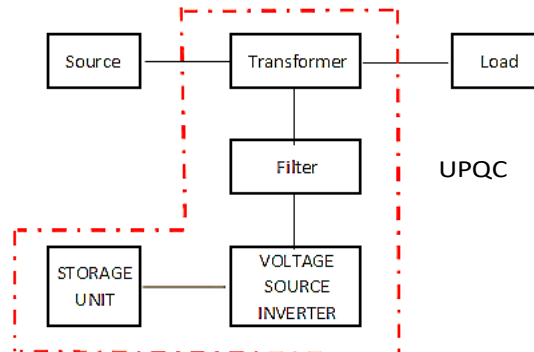 Source
Transformer
Load
Filter
UPQC
STORAGE
UNIT
VOLTAGE
SOURCE
INVERTER